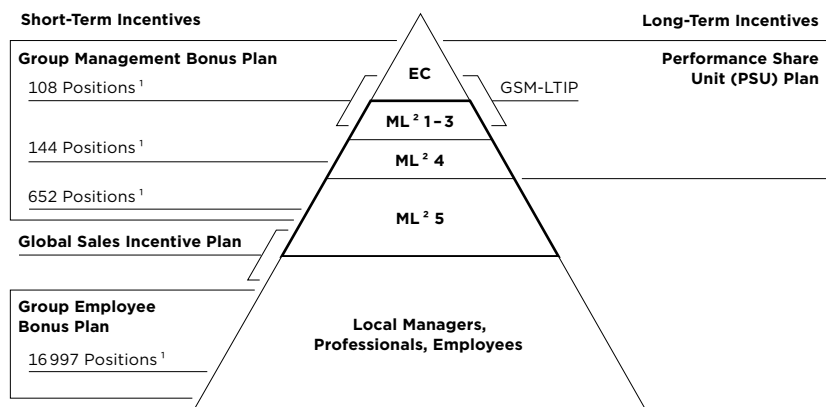 Short-Term Incentives
Long-Term Incentives
Group Management Bonus Plan
108 Positions ¹
144 Positions ¹
652 Positions ¹
Global Sales Incentive Plan
Group Employee
Bonus Plan
16 997 Positions ¹
EC
ML ² 1 – 3
ML ² 4
ML ² 5
Local Managers,
Professionals, Employees
GSM-LTIP
Performance Share
Unit (PSU) Plan